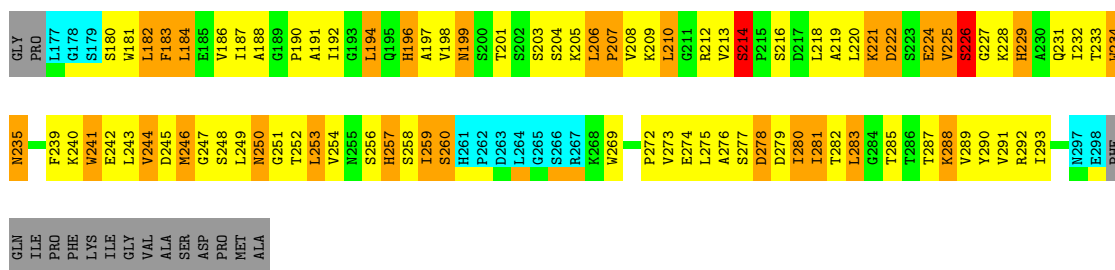 GLY PRO L177 G178 S179 S180 W181 L182 F183 L184 E185 V186 I187 A188 G189 P190 A191 I192 G193 L194 Q195 H196 A197 V198 N199 S200 T201 S202 S203 S204 K205 L206 P207 V208 K209 L210 G211 R212 V213 S214 P215 S216 D217 L218 A219 L220 K221 D222 S223 E224 V225 S226 G227 K228 H229 A230 Q231 I232 T233 W234
N235 F239 K240 W241 E242 L243 V244 D245 M246 G247 S248 L249 N250 G251 T252 L253 V254 N255 S256 H257 S258 I259 S260 H261 P262 D263 L264 G265 S266 R267 K268 W269 P272 V273 E274 L275 A276 S277 D278 D279 I280 I281 T282 L283 G284 T285 T286 T287 K288 V289 Y290 V291 R292 I293 N297 E298 PHE
GLN ILE PRO PHE LYS ILE GLY VAL ALA SER ASP PRO MET ALA